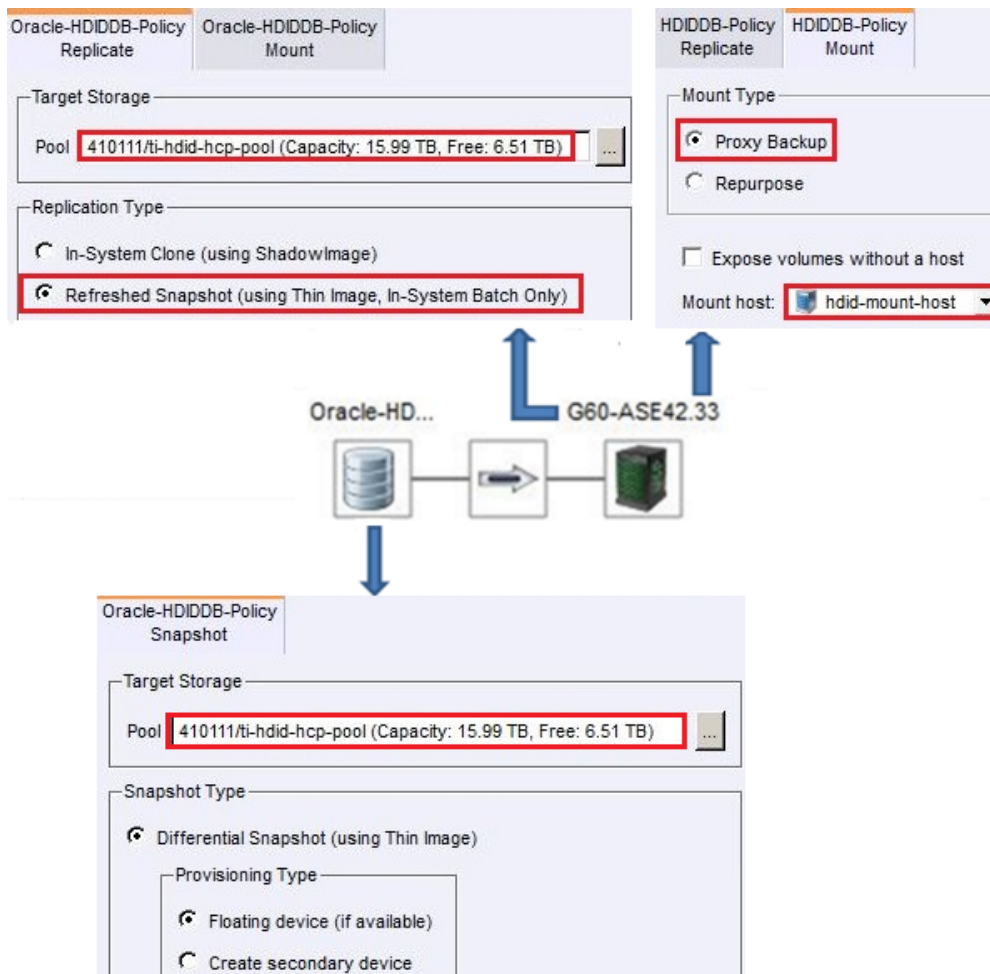 Oracle-HDIDDB-Policy
Replicate
Oracle-HDIDDB-Policy
Mount
Target Storage
Pool 410111/ti-hdid-hcp-pool (Capacity: 15.99 TB, Free: 6.51 TB) ...
Replication Type
In-System Clone (using ShadowImage)
Refreshed Snapshot (using Thin Image, In-System Batch Only)
HDIDDB-Policy
Replicate
HDIDDB-Policy
Mount
Mount Type
Proxy Backup
Repurpose
Expose volumes without a host
Mount host: hdid-mount-host
Oracle-HD...
G60-ASE42.33
Oracle-HDIDDB-Policy
Snapshot
Target Storage
Pool 410111/ti-hdid-hcp-pool (Capacity: 15.99 TB, Free: 6.51 TB) ...
Snapshot Type
Differential Snapshot (using Thin Image)
Provisioning Type
Floating device (if available)
Create secondary device